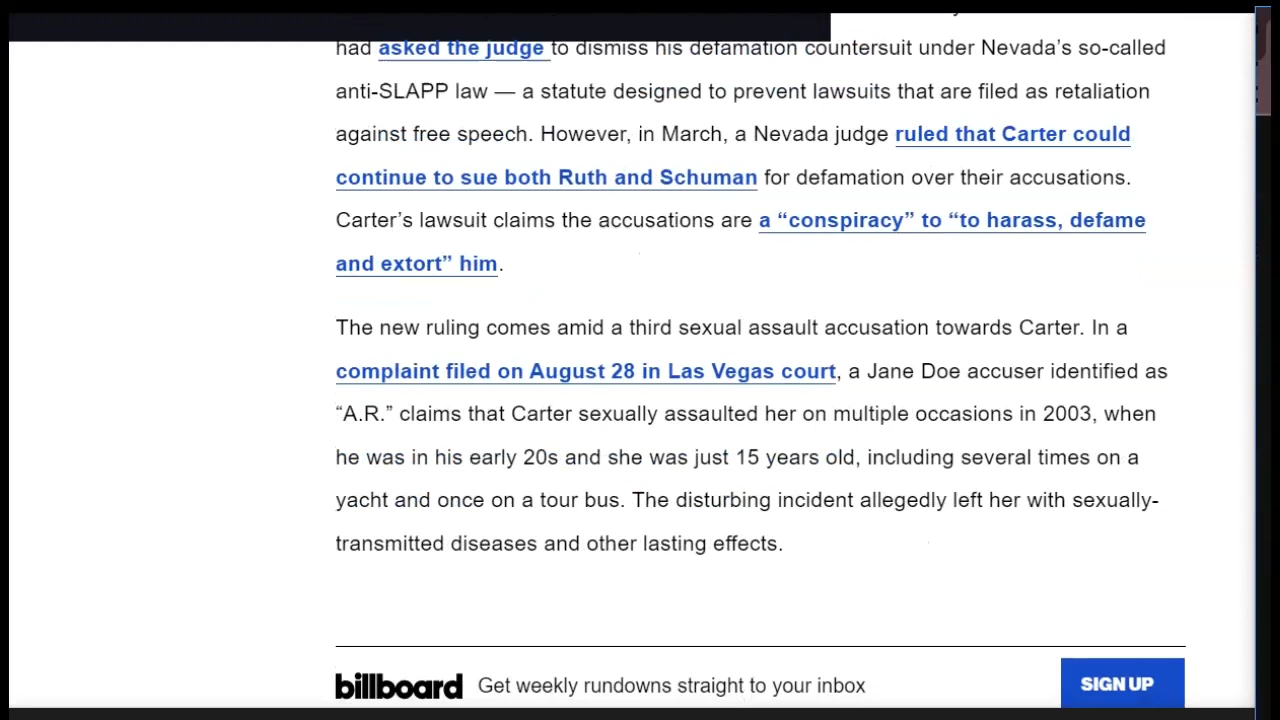 had asked the judge to dismiss his defamation countersuit under Nevada’s so-called
anti-SLAPP law — a statute designed to prevent lawsuits that are filed as retaliation
against free speech. However, in March, a Nevada judge ruled that Carter could
continue to sue both Ruth and Schuman for defamation over their accusations.
Carter’s lawsuit claims the accusations are a “conspiracy” to “to harass, defame
and extort” him.
The new ruling comes amid a third sexual assault accusation towards Carter. In a
complaint filed on August 28 in Las Vegas court, a Jane Doe accuser identified as
“A.R.” claims that Carter sexually assaulted her on multiple occasions in 2003, when
he was in his early 20s and she was just 15 years old, including several times on a
yacht and once on a tour bus. The disturbing incident allegedly left her with sexually-
transmitted diseases and other lasting effects.
billboard Get weekly rundowns straight to your inbox SIGN UP